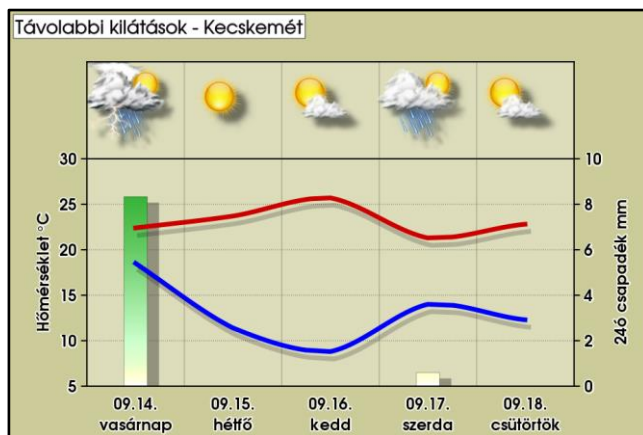 Távolabbi kilátások - Kecskemét
30
25
20
15
10
5
Hőmérséklet °C
10
8
6
4
2
0
24ó csapadék mm
09.14. 09.15. 09.16. 09.17. 09.18.
vasárnap hétfő kedd szerda csütörtök